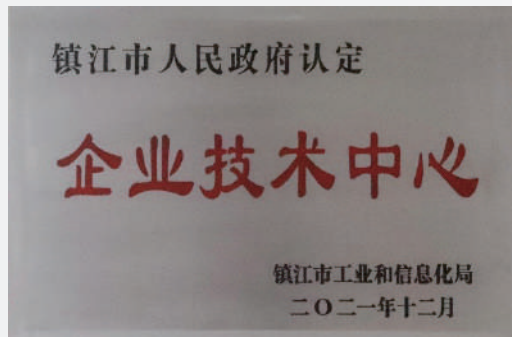 镇江市人民政府认定
企业技术中心
镇江市工业和信息化局
二〇二一年十二月